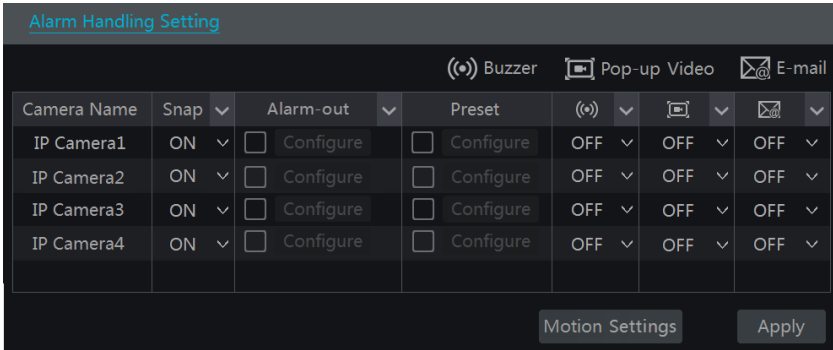 Alarm Handling Setting
Buzzer Pop-up Video E-mail
Camera Name Snap Alarm-out Preset
IP Camera1 ON Configure Configure OFF OFF OFF
IP Camera2 ON Configure Configure OFF OFF OFF
IP Camera3 ON Configure Configure OFF OFF OFF
IP Camera4 ON Configure Configure OFF OFF OFF
Motion Settings Apply